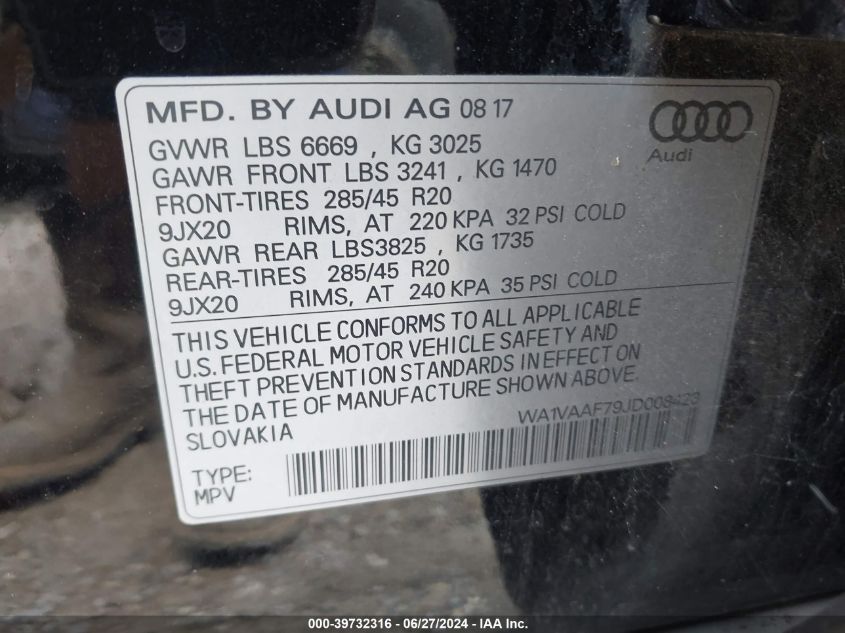 MFD. BY AUDI AG 08 17
Audi
GVWR LBS 6669 , KG 3025
GAWR FRONT LBS 3241 , KG 1470
FRONT-TIRES 285/45 R20
9JX20 RIMS, AT 220 KPA 32 PSI COLD
GAWR REAR LBS3825 , KG 1735
REAR-TIRES 285/45 R20
9JX20 RIMS, AT 240 KPA 35 PSI COLD
THIS VEHICLE CONFORMS TO ALL APPLICABLE
U.S. FEDERAL MOTOR VEHICLE SAFETY AND
THEFT PREVENTION STANDARDS IN EFFECT ON
THE DATE OF MANUFACTURE SHOWN ABOVE.
SLOVAKIA
WA1VAAF79JD008423
TYPE:
MPV
000-39732316 - 06/27/2024 - IAA Inc.